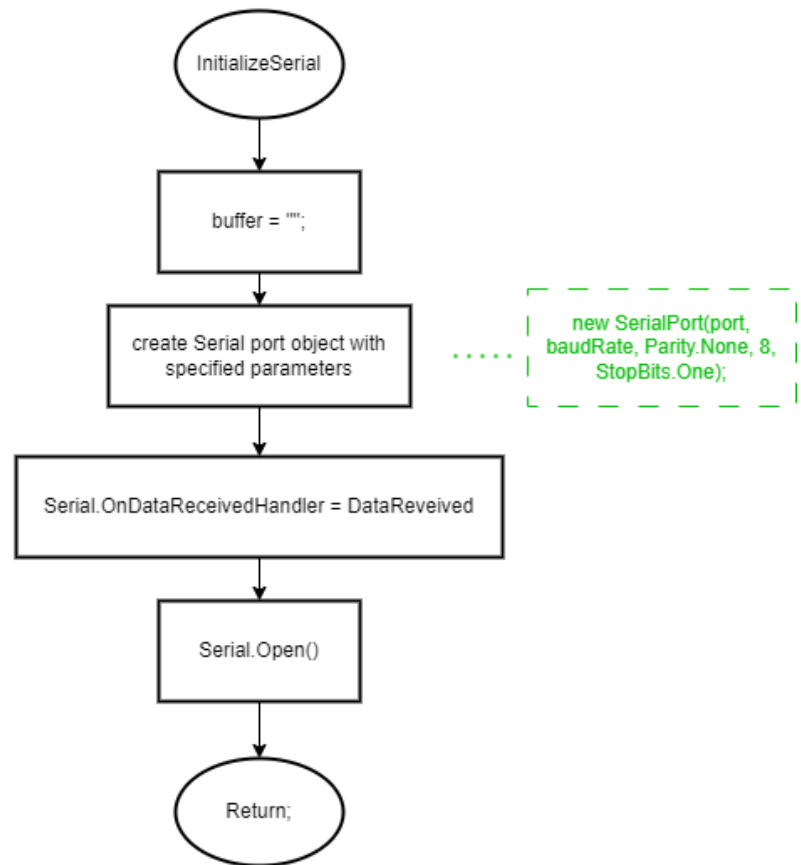 InitializeSerial
buffer = "";
create Serial port object with
specified parameters
new SerialPort(port,
baudRate, Parity.None, 8,
StopBits.One);
Serial.OnDataReceivedHandler = DataReveived
Serial.Open()
Return;